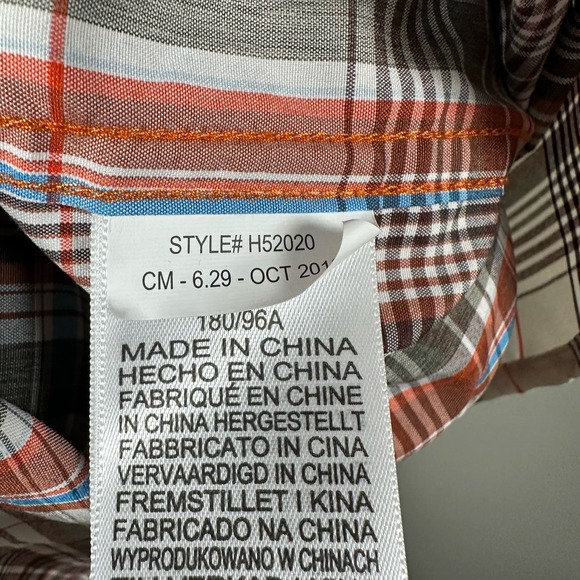 STYLE# H52020
CM - 6.29 - OCT 201
180/96A
MADE IN CHINA
HECHO EN CHINA
FABRIQUÉ EN CHINE
IN CHINA HERGESTELLT
FABBRICATO IN CINA
VERVAARDIGD IN CHINA
FREMSTILLET I KINA
FABRICADO NA CHINA
WYPRODUKOWANO W CHINACH